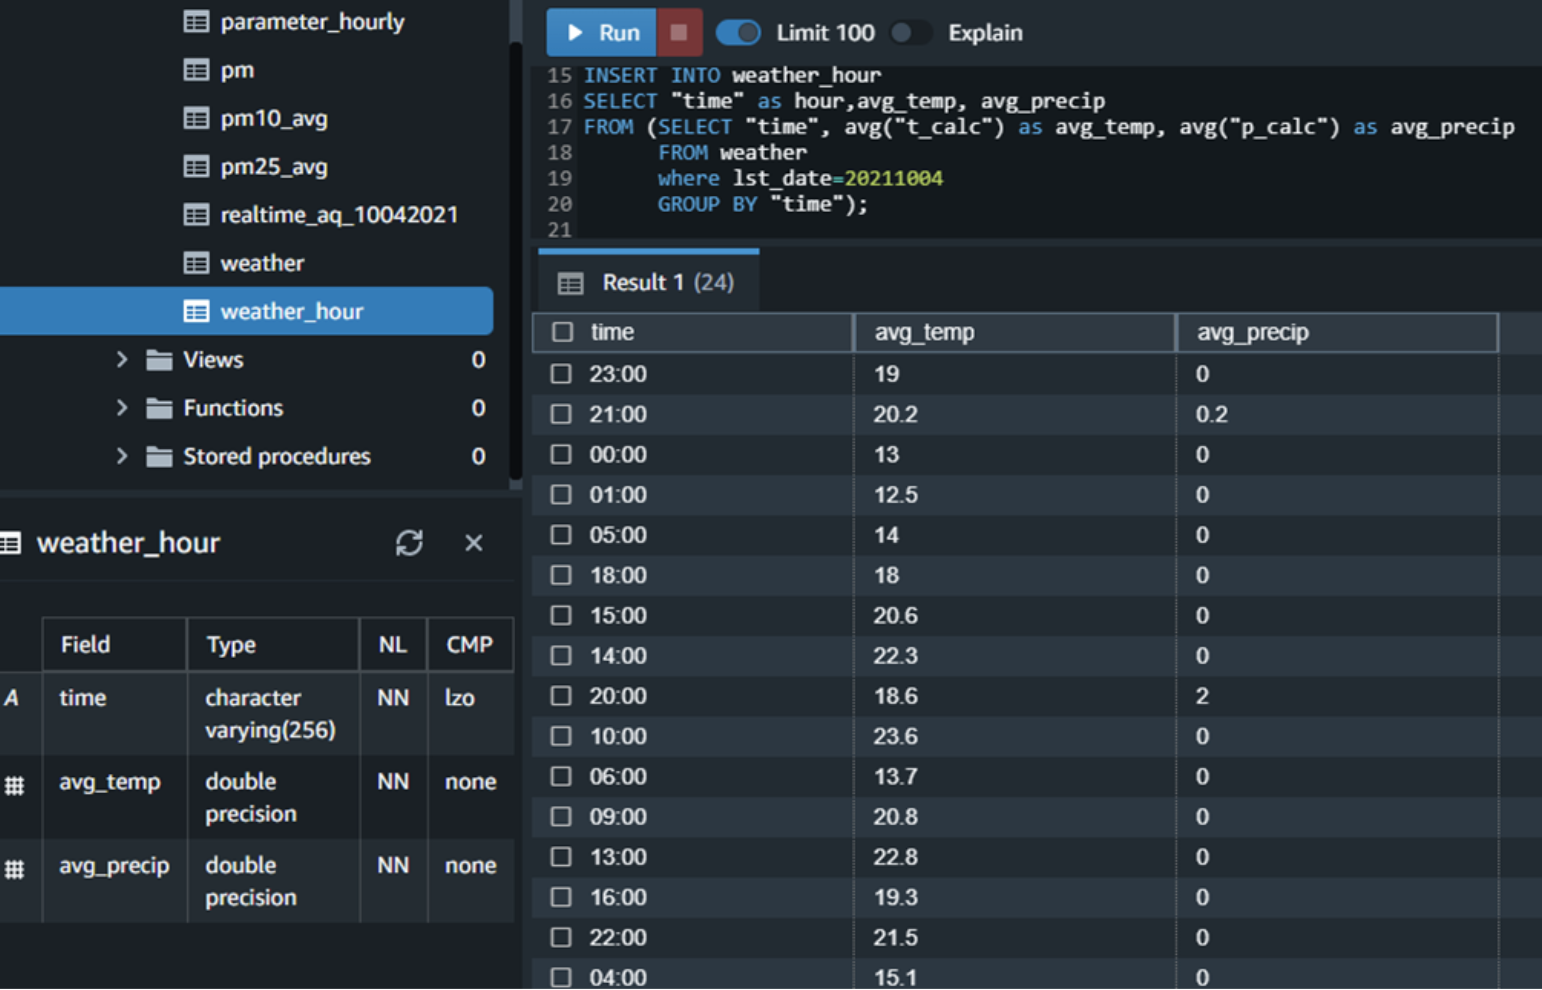 parameter_hourly
pm
pm10_avg
pm25_avg
realtime_aq_10042021
weather
weather_hour
Views 0
Functions 0
Stored procedures 0
weather_hour
Field Type NL CMP
A time character varying(256) NN lzo
avg_temp double precision NN none
avg_precip double precision NN none
Run Limit 100 Explain
15 INSERT INTO weather_hour
16 SELECT "time" as hour,avg_temp, avg_precip
17 FROM (SELECT "time", avg("t_calc") as avg_temp, avg("p_calc") as avg_precip
18 FROM weather
19 where lst_date=20211004
20 GROUP BY "time");
21
Result 1 (24)
time avg_temp avg_precip
23:00 19 0
21:00 20.2 0.2
00:00 13 0
01:00 12.5 0
05:00 14 0
18:00 18 0
15:00 20.6 0
14:00 22.3 0
20:00 18.6 2
10:00 23.6 0
06:00 13.7 0
09:00 20.8 0
13:00 22.8 0
16:00 19.3 0
22:00 21.5 0
04:00 15.1 0